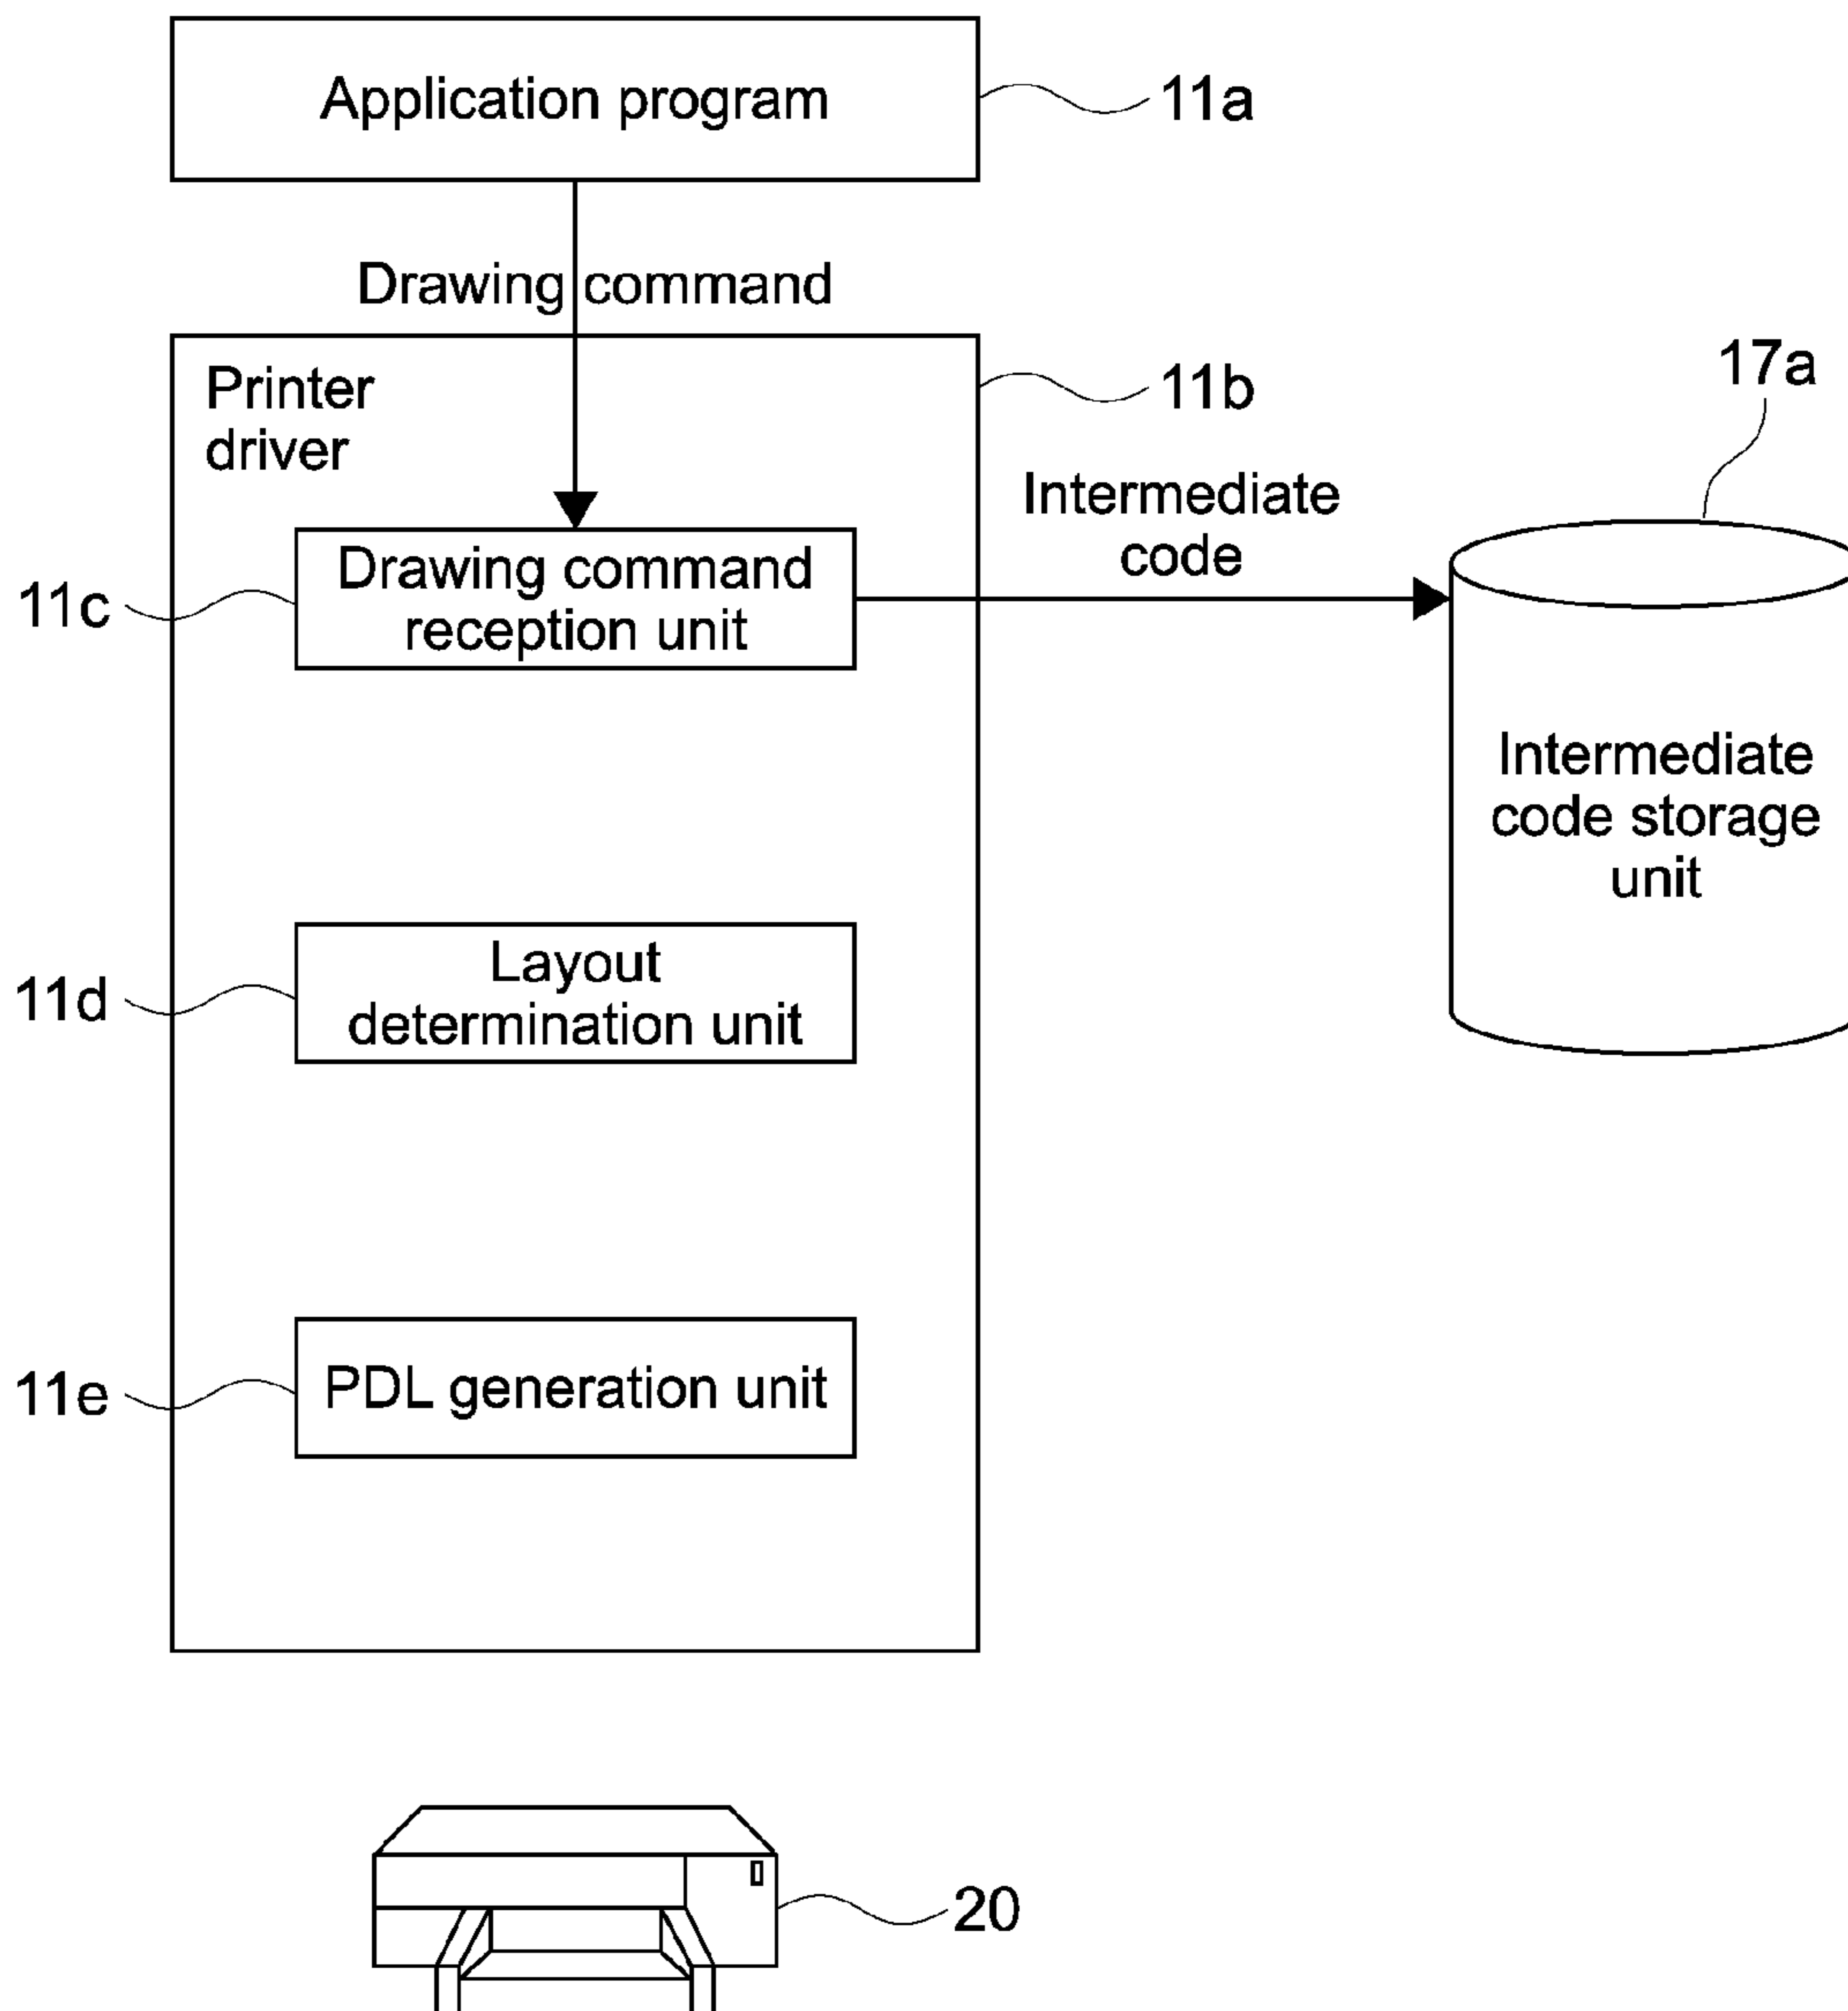 Application program
11a
Drawing command
Printer
driver
11b
17a
Intermediate
code
Drawing command
reception unit
11c
Intermediate
code storage
unit
Layout
determination unit
11d
PDL generation unit
11e
20